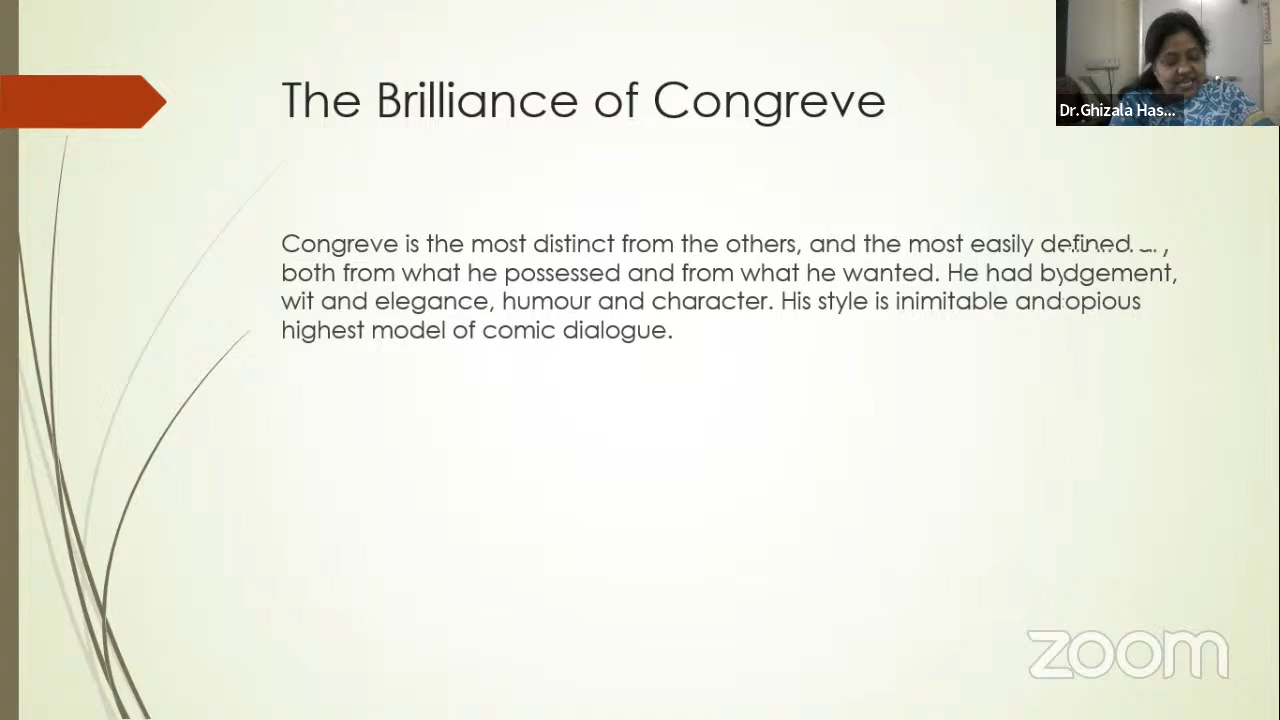 The Brilliance of Congreve
Dr.Ghizala Has...
Congreve is the most distinct from the others, and the most easily defined.
both from what he possessed and from what he wanted. He had
wit and elegance, humour and character. His style is inimitable
highest model of comic dialogue.
zoom